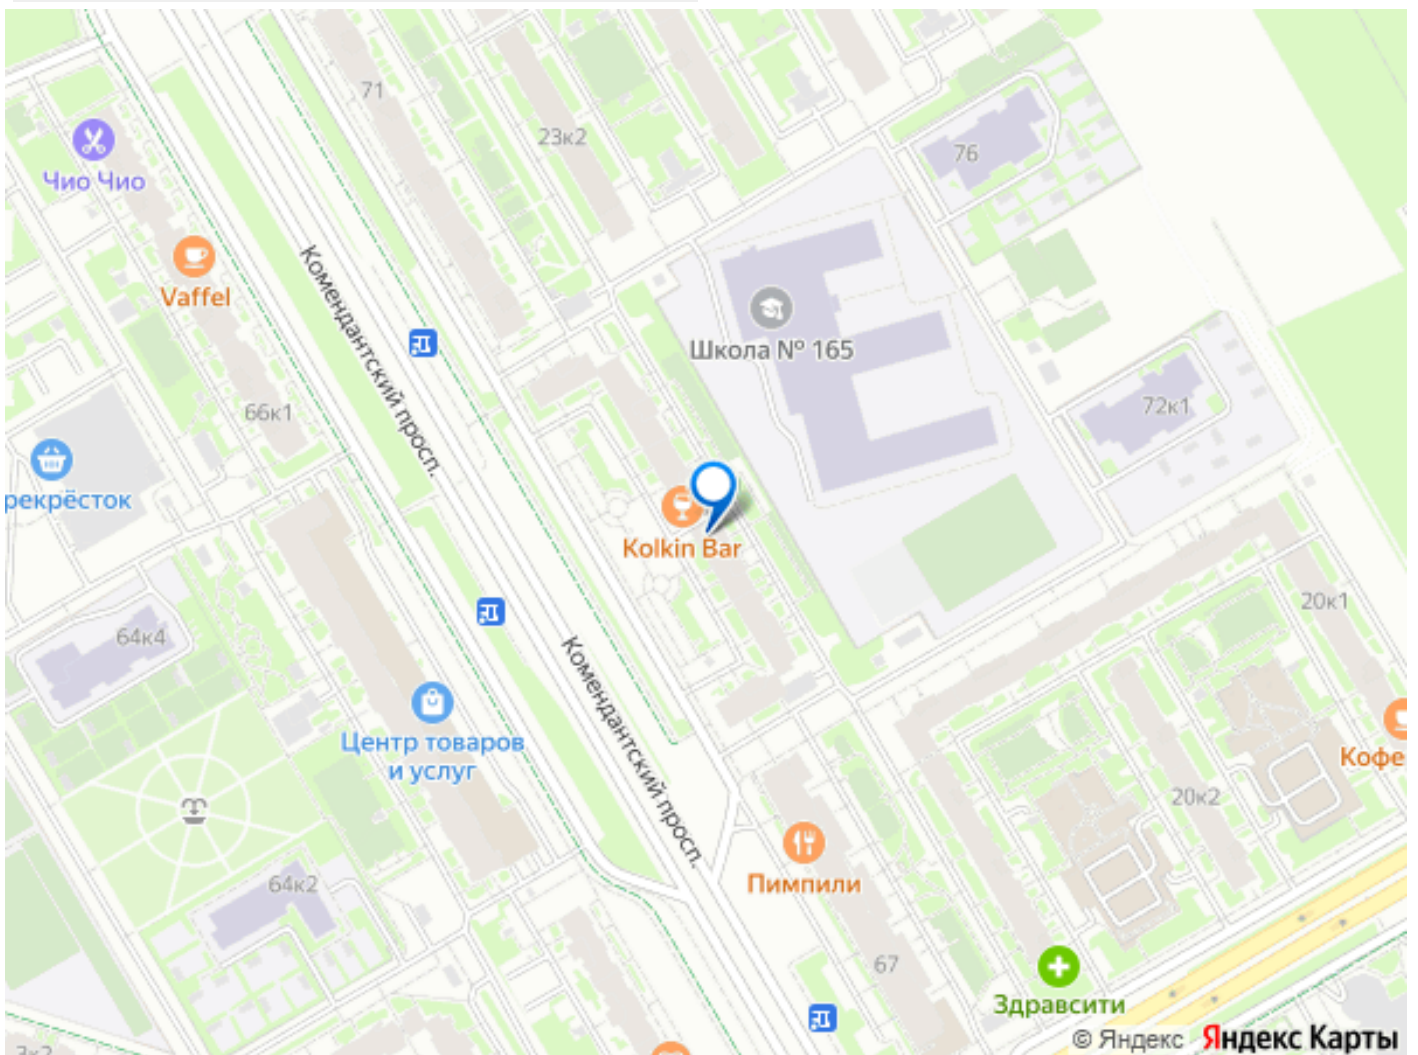 71
23к2
76
Чио Чио
Vaffel
Комендантский просп.
Школа № 165
66к1
72к1
рекрёсток
Kolkin Bar
20к1
64к4
Комендантский просп.
Центр товаров
и услуг
Кофе
20к2
64к2
Пимпили
67
Здравсити
© Яндекс Яндекс Карты